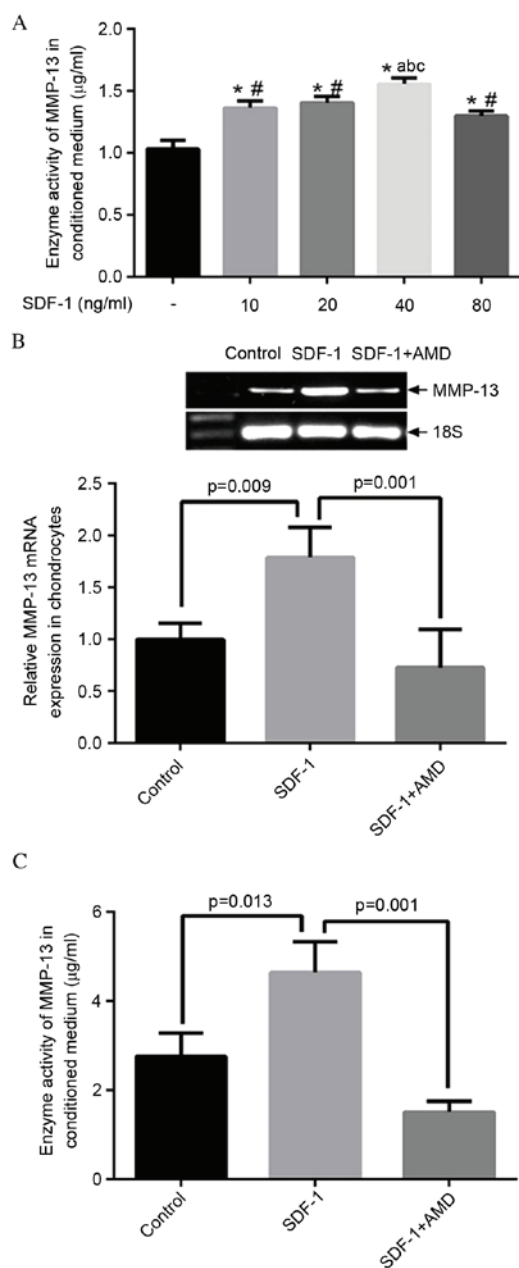 A
Enzyme activity of MMP-13 in
conditioned medium (μg/ml)
2.0
1.5
1.0
0.5
0.0
* #
* #
* abc
* #
SDF-1 (ng/ml)
-
10
20
40
80
B
Control SDF-1 SDF-1+AMD
MMP-13
18S
Relative MMP-13 mRNA
expression in chondrocytes
2.5
2.0
1.5
1.0
0.5
0.0
p=0.009
p=0.001
Control
SDF-1
SDF-1+AMD
C
Enzyme activity of MMP-13 in
conditioned medium (μg/ml)
6
4
2
0
p=0.013
p=0.001
Control
SDF-1
SDF-1+AMD